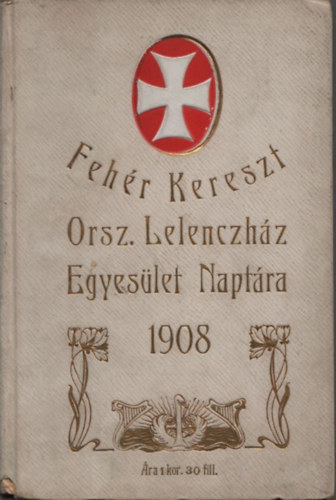 Fehér Kereszt
Orsz. Lelenczház
Egyesület Naptára
1908
Ára 1 kor. 30 fill.